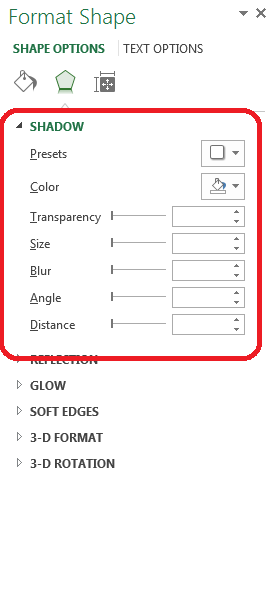 Format Shape
SHAPE OPTIONS TEXT OPTIONS
SHADOW
Presets
Color
Transparency
Size
Blur
Angle
Distance
REFLECTION
GLOW
SOFT EDGES
3-D FORMAT
3-D ROTATION